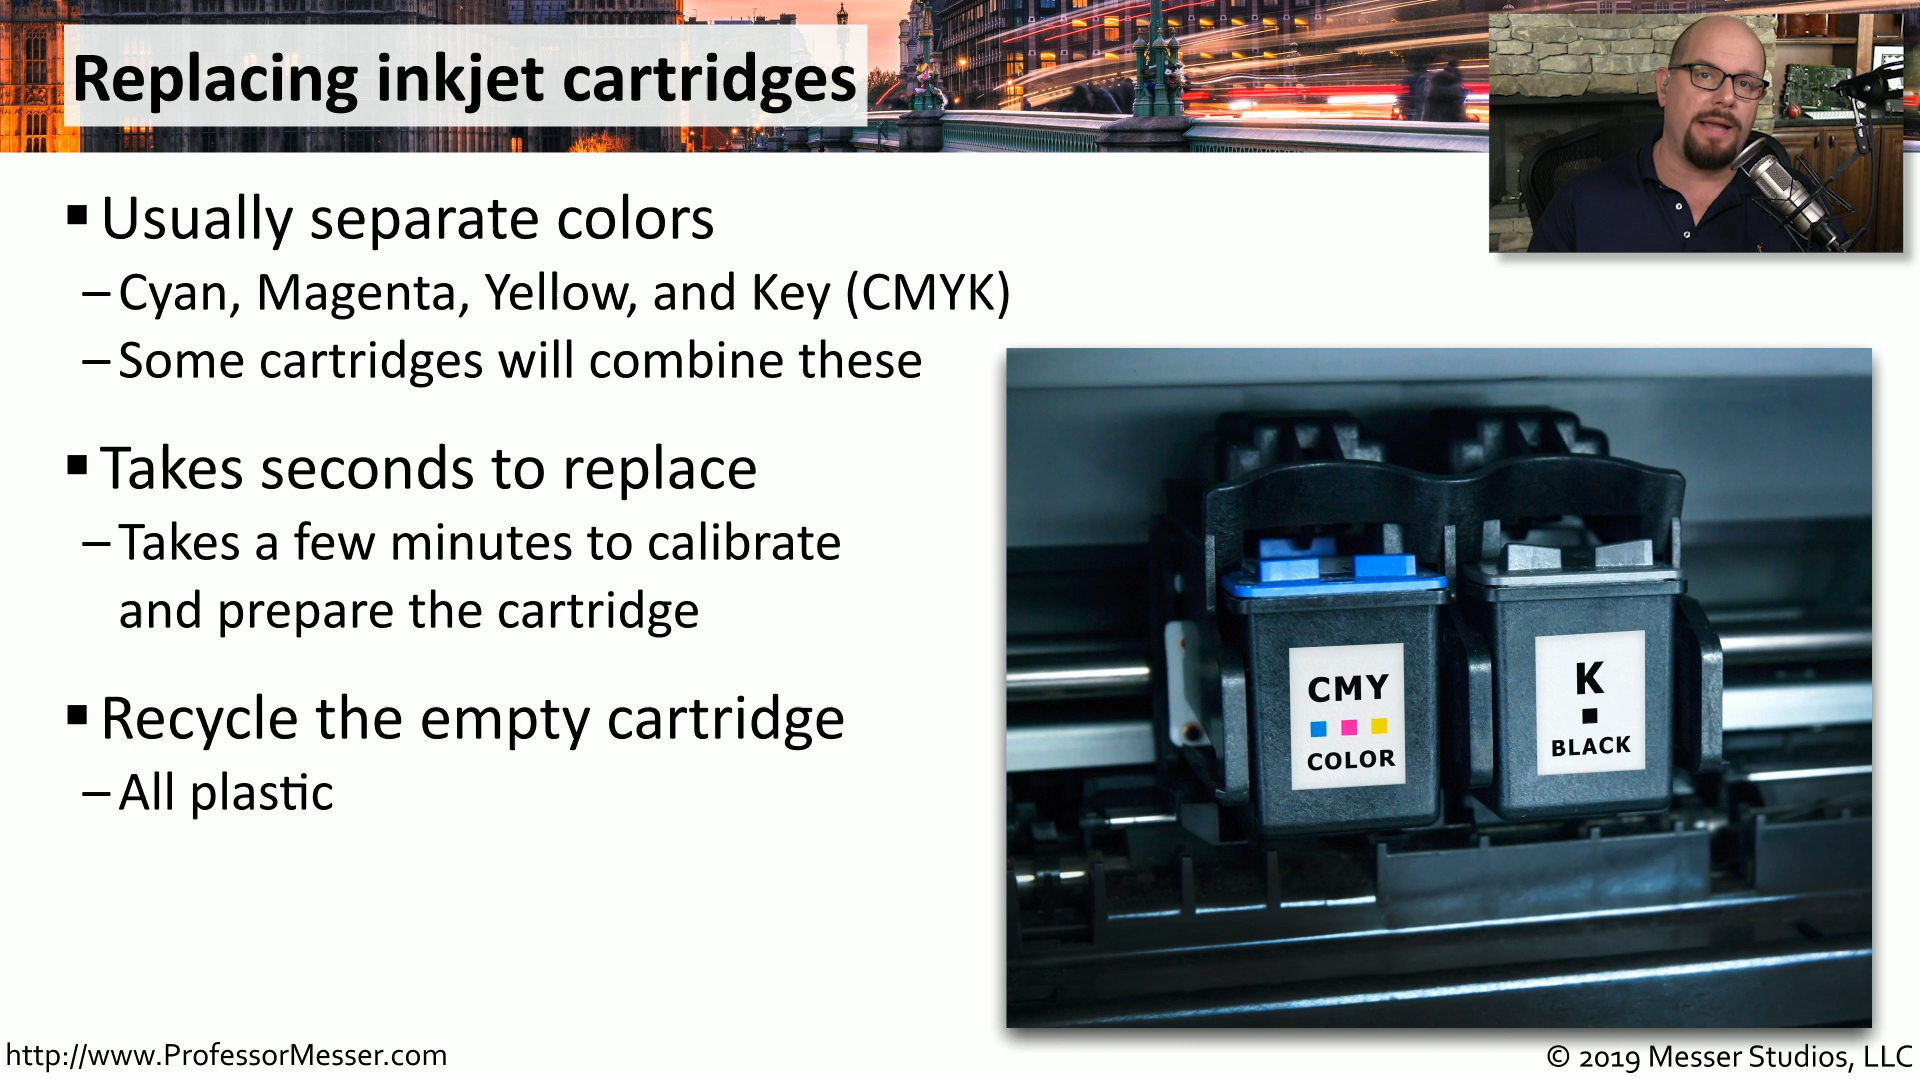 Replacing inkjet cartridges
▪ Usually separate colors
– Cyan, Magenta, Yellow, and Key (CMYK)
– Some cartridges will combine these
▪ Takes seconds to replace
– Takes a few minutes to calibrate
and prepare the cartridge
▪ Recycle the empty cartridge
– All plastic
CMY
COLOR
K
BLACK
http://www.ProfessorMesser.com
© 2019 Messer Studios, LLC